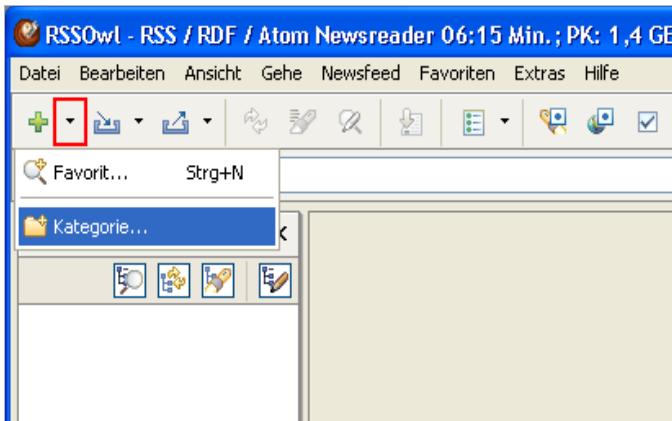 RSSOwl - RSS / RDF / Atom Newsreader 06:15 Min.; PK: 1,4 GE
Datei Bearbeiten Ansicht Gehe Newsfeed Favoriten Extras Hilfe
Favorit... Strg+N
Kategorie...